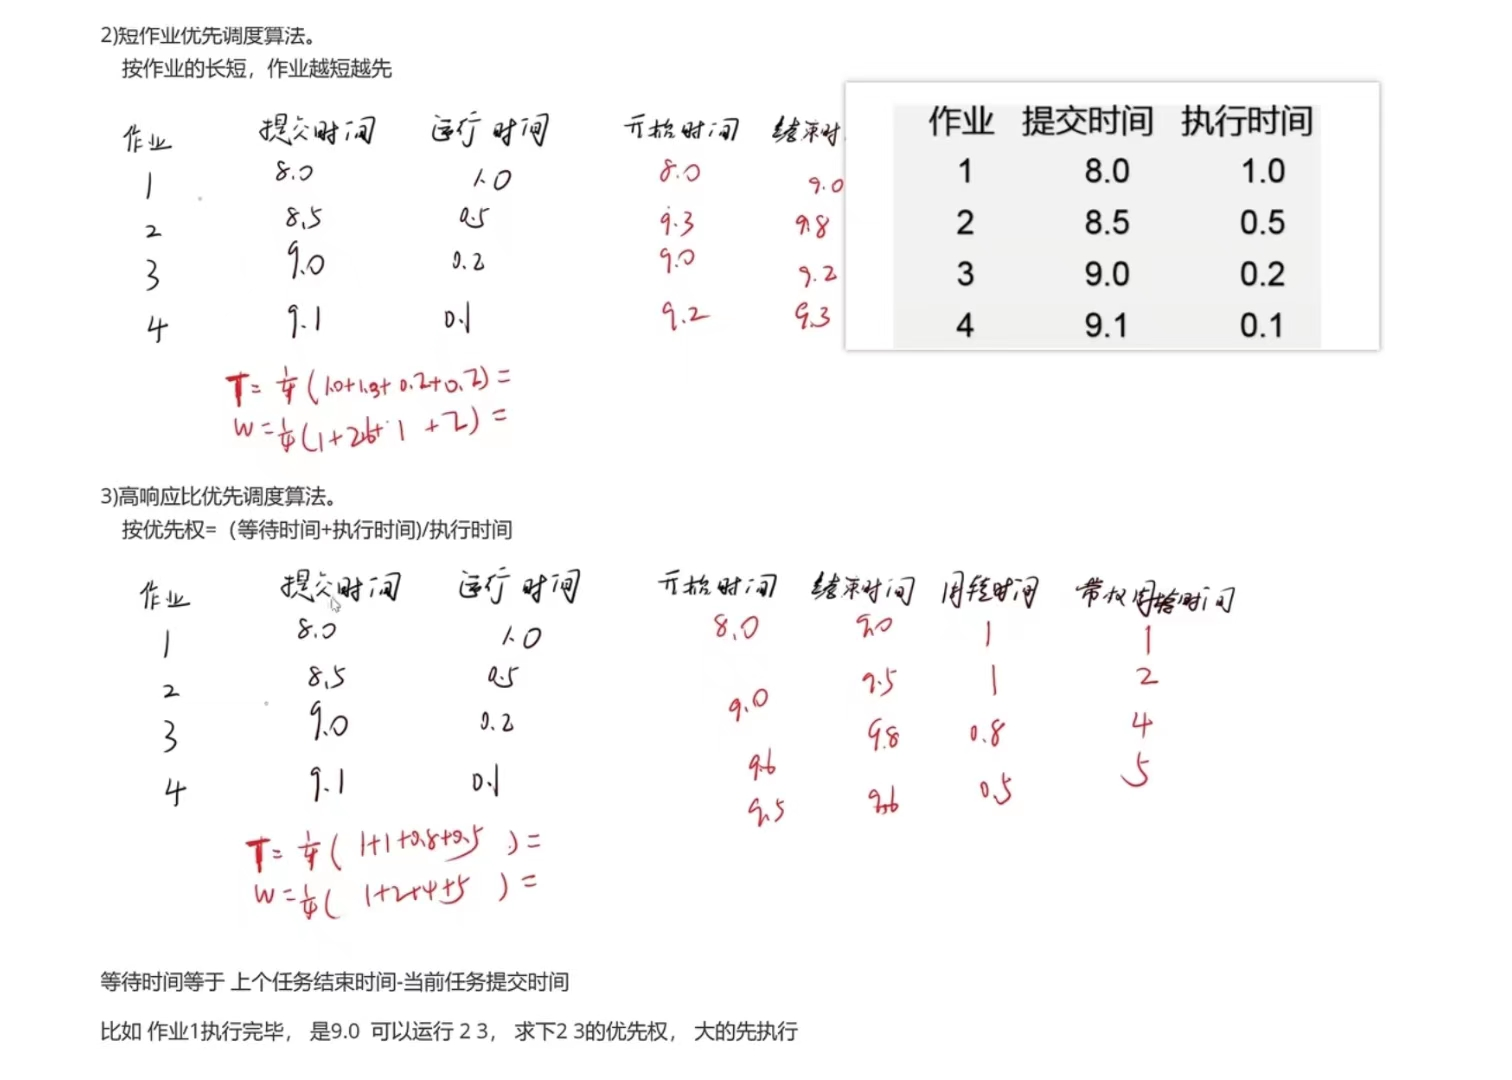 2)短作业优先调度算法。
按作业的长短，作业越短越先
作业 提交时间 运行时间 开始时间 结束时
1 8.0 1.0 8.0 9.0
2 8.5 0.5 9.3 9.8
3 9.0 0.2 9.0 9.2
4 9.1 0.1 9.2 9.3
作业 提交时间 执行时间
1 8.0 1.0
2 8.5 0.5
3 9.0 0.2
4 9.1 0.1
T = 1/4 (1.0+1.3+0.2+0.2) =
W = 1/4 (1+2.6+1+2) =
3)高响应比优先调度算法。
按优先权=（等待时间+执行时间)/执行时间
作业 提交时间 运行时间 开始时间 结束时间 周转时间 带权周转时间
1 8.0 1.0 8.0 9.0 1 1
2 8.5 0.5 9.0 9.5 1 2
3 9.0 0.2 9.6 9.8 0.8 4
4 9.1 0.1 9.5 9.6 0.5 5
T = 1/4 ( 1+1+0.8+0.5 ) =
W = 1/4 ( 1+2+4+5 ) =
等待时间等于 上个任务结束时间-当前任务提交时间
比如 作业1执行完毕， 是9.0 可以运行 2 3， 求下2 3的优先权， 大的先执行